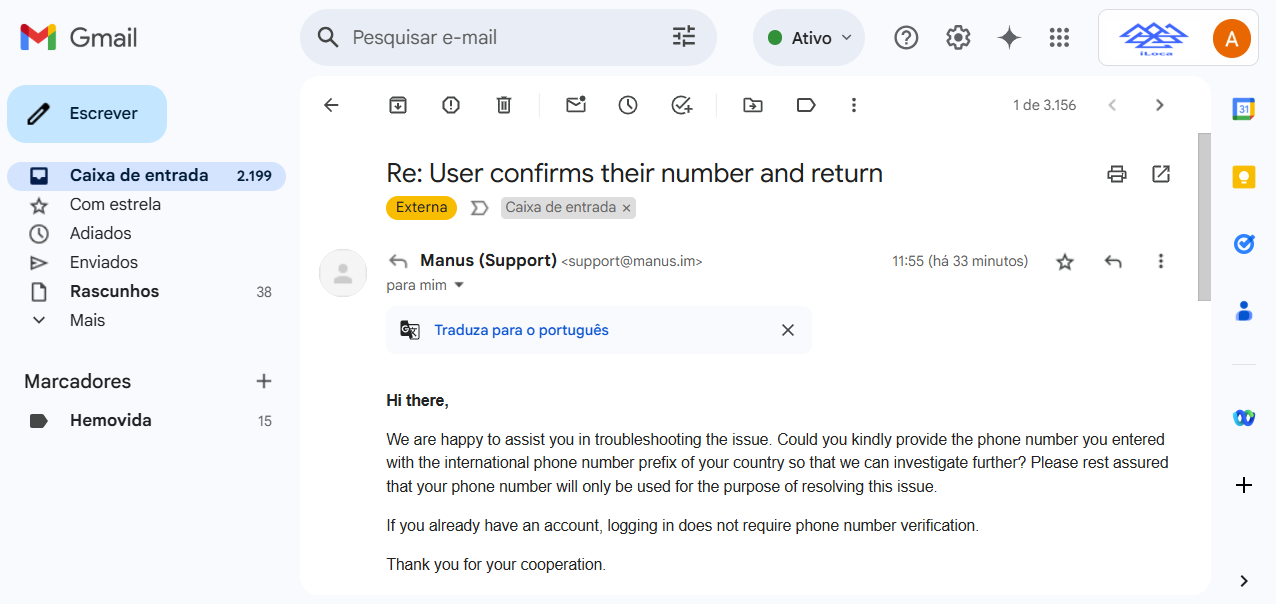 Gmail
Pesquisar e-mail
Ativo
iLoca
A
Escrever
1 de 3.156
31
Caixa de entrada 2.199
Com estrela
Adiados
Enviados
Rascunhos 38
Mais
Marcadores
Hemovida 15
Re: User confirms their number and return
Externa
Caixa de entrada ×
Manus (Support) <support@manus.im>
11:55 (há 33 minutos)
para mim
Traduza para o português
Hi there,
We are happy to assist you in troubleshooting the issue. Could you kindly provide the phone number you entered
with the international phone number prefix of your country so that we can investigate further? Please rest assured
that your phone number will only be used for the purpose of resolving this issue.
If you already have an account, logging in does not require phone number verification.
Thank you for your cooperation.